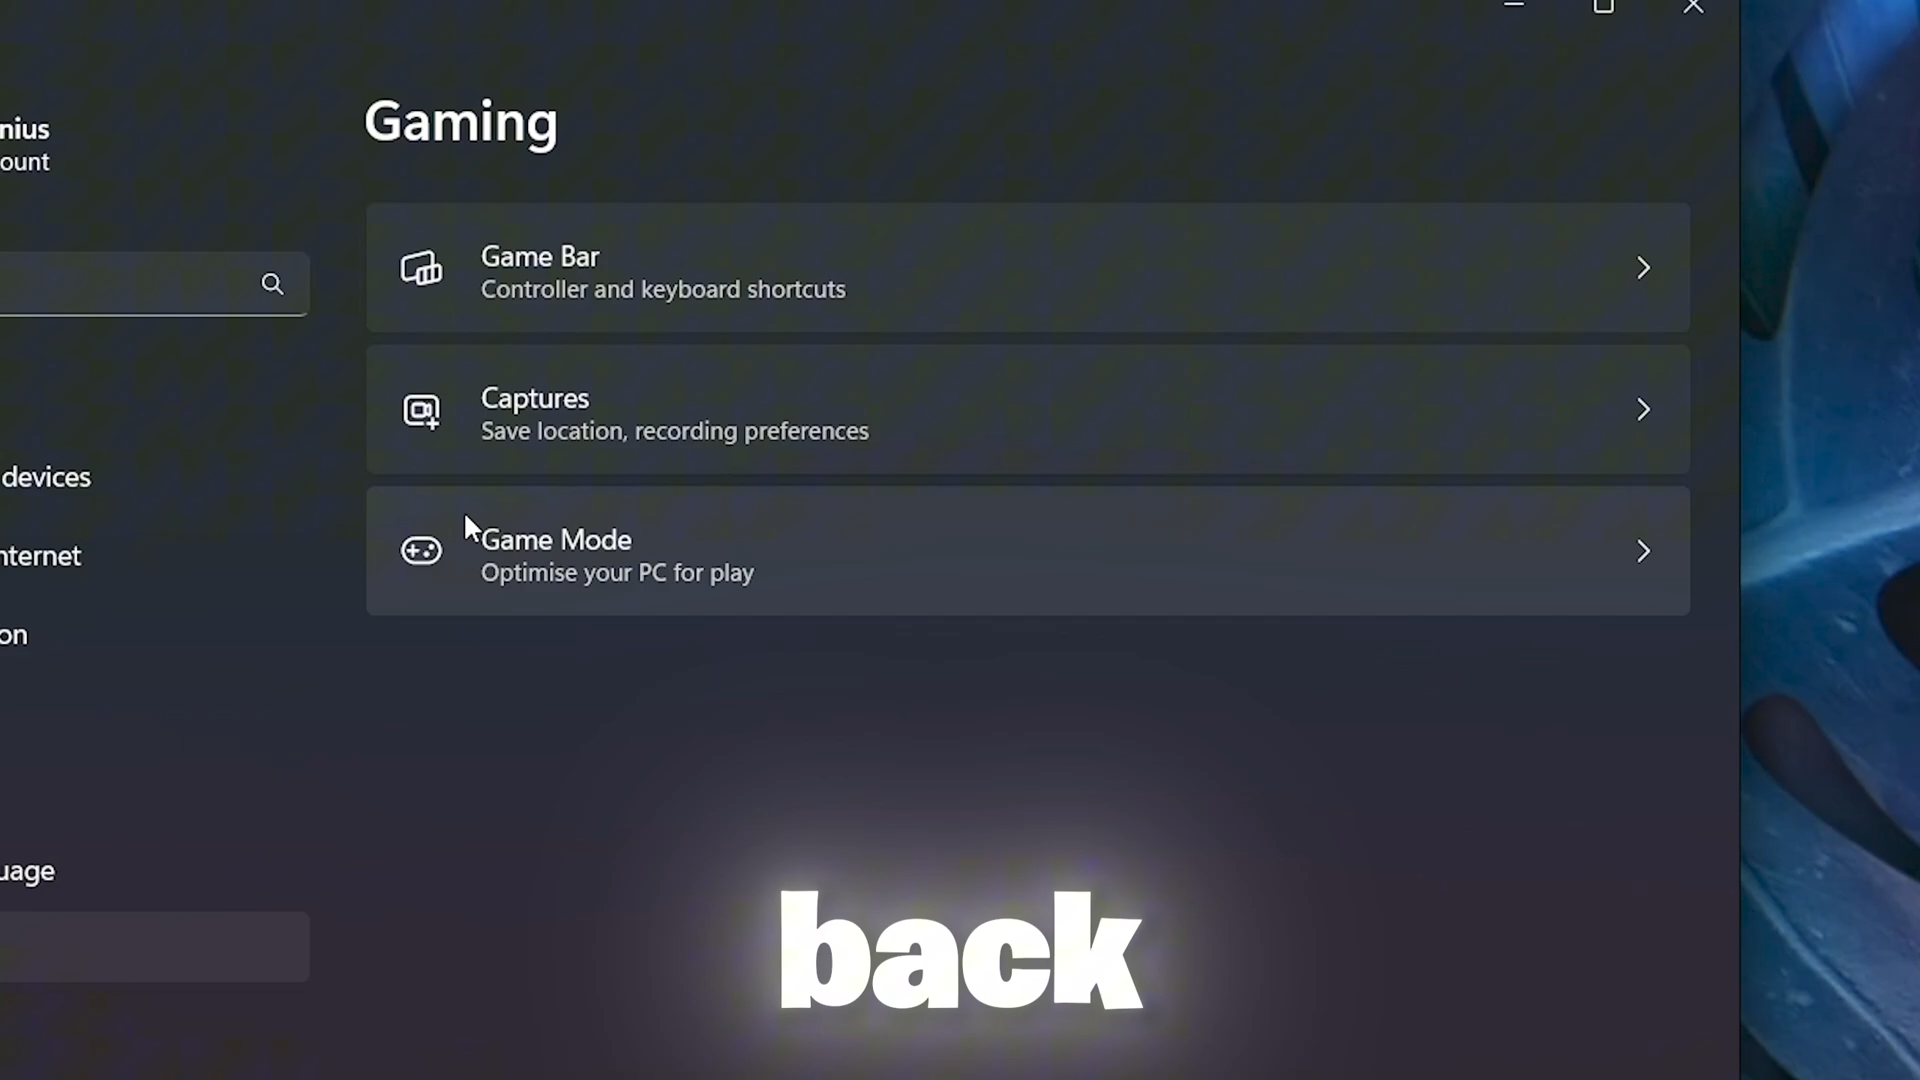 Gaming
nius
ount
Game Bar
Controller and keyboard shortcuts
Captures
Save location, recording preferences
devices
Game Mode
Optimise your PC for play
nternet
on
uage
back